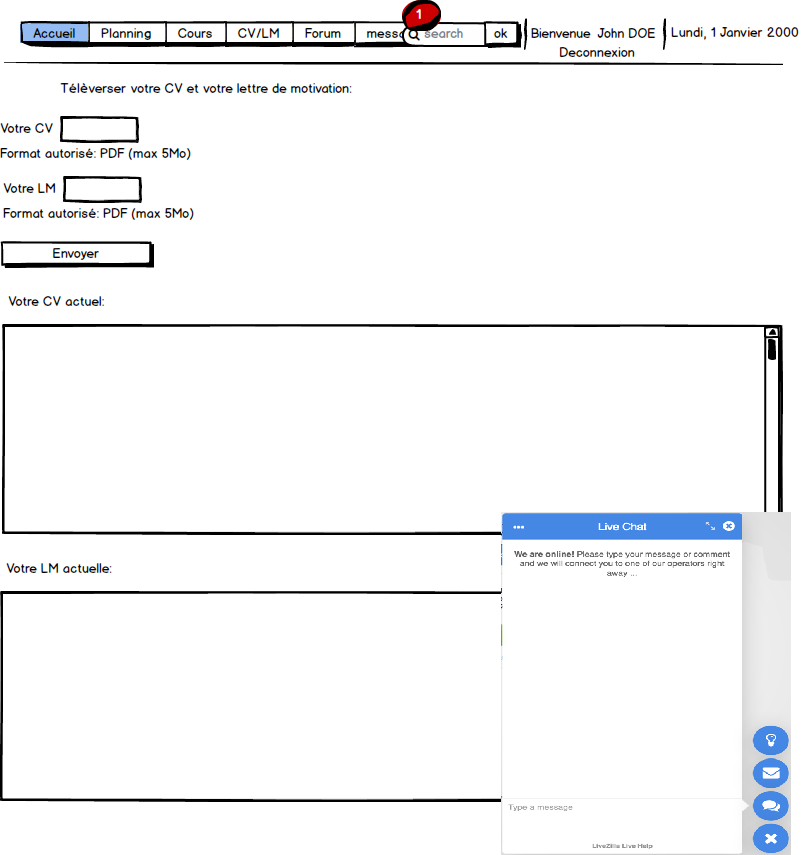 1
Accueil Planning Cours CV/LM Forum messa search ok Bienvenue John DOE Lundi, 1 Janvier 2000
Deconnexion
Télèverser votre CV et votre lettre de motivation:
Votre CV
Format autorisé: PDF (max 5Mo)
Votre LM
Format autorisé: PDF (max 5Mo)
Envoyer
Votre CV actuel:
Live Chat
We are online! Please type your message or comment
and we will connect you to one of our operators right
away ...
Votre LM actuelle:
Type a message
LiveZilla Live Help